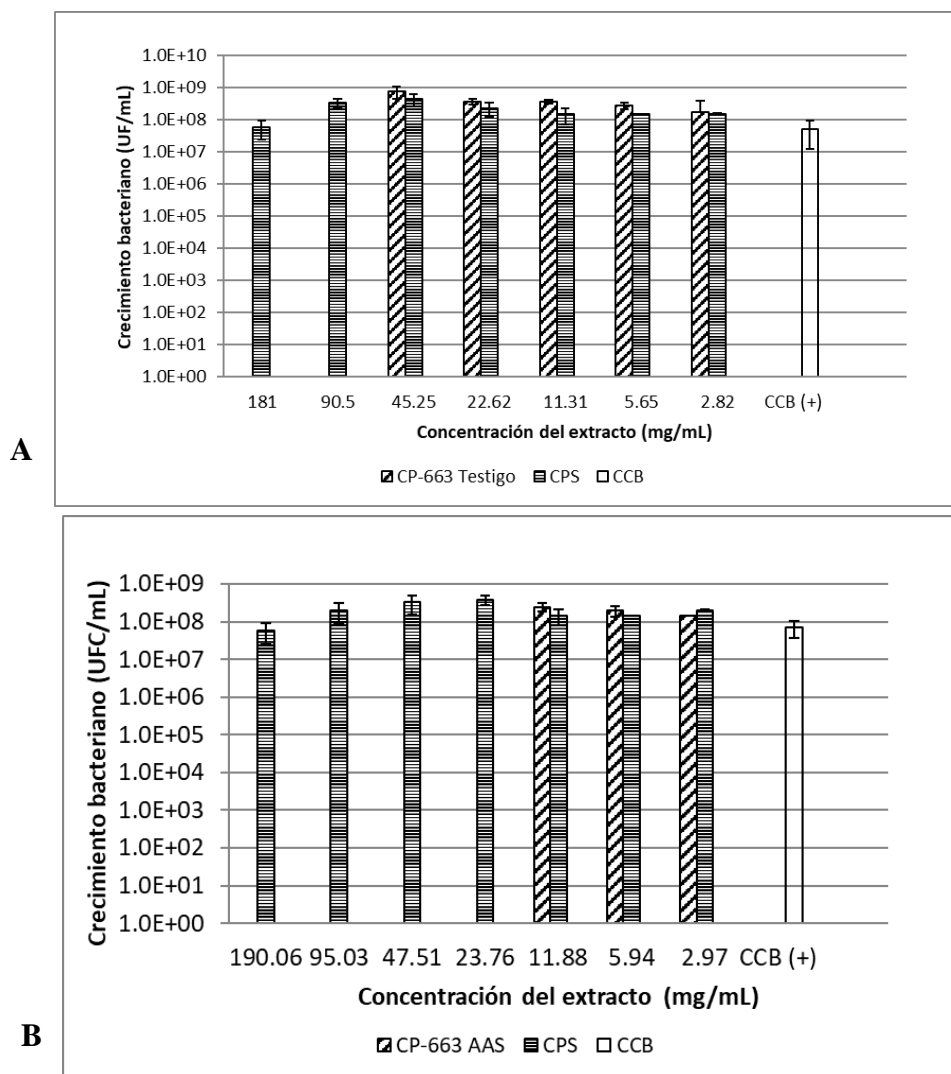 1.0E+10
1.0E+09
1.0E+08
1.0E+07
1.0E+06
1.0E+05
1.0E+04
1.0E+03
1.0E+02
1.0E+01
1.0E+00
Crecimiento bacteriano (UF/mL)
181 90.5 45.25 22.62 11.31 5.65 2.82 CCB (+)
Concentración del extracto (mg/mL)
CP-663 Testigo CPS CCB
A
1.0E+09
1.0E+08
1.0E+07
1.0E+06
1.0E+05
1.0E+04
1.0E+03
1.0E+02
1.0E+01
1.0E+00
Crecimiento bacteriano (UFC/mL)
190.06 95.03 47.51 23.76 11.88 5.94 2.97 CCB (+)
Concentración del extracto (mg/mL)
CP-663 AAS CPS CCB
B